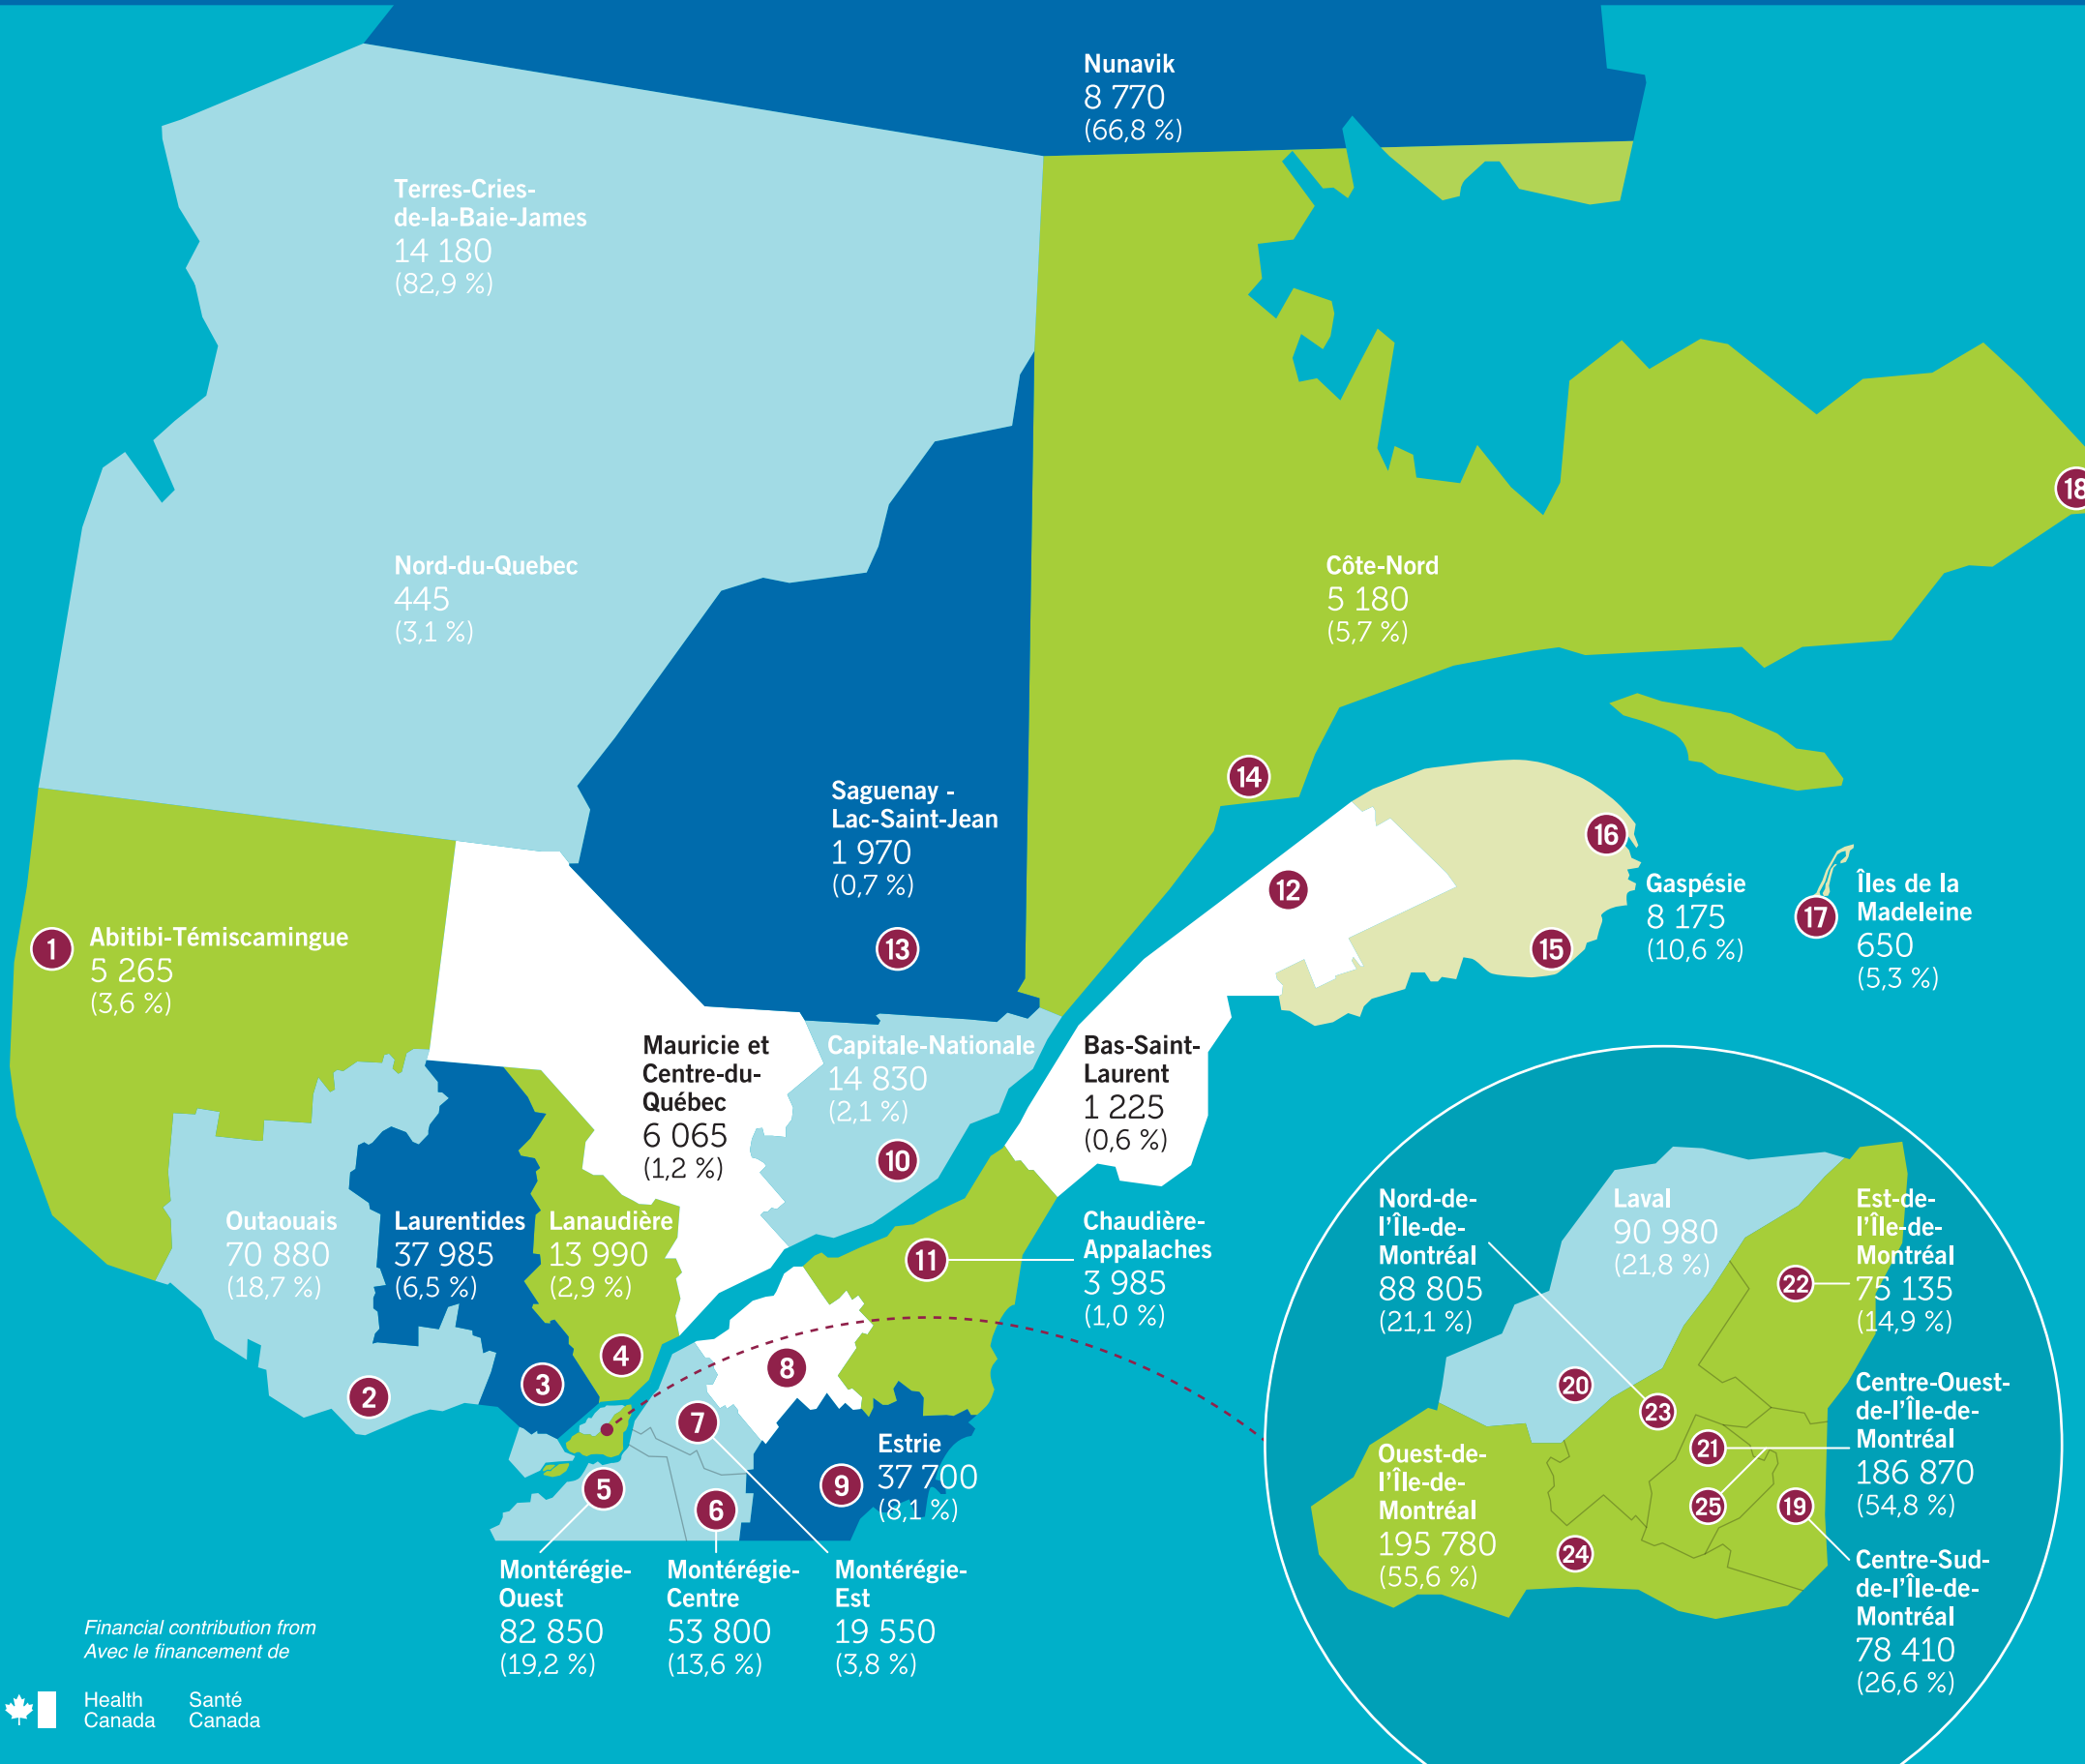 Nunavik
8 770
(66,8 %)
Terres-Cries-
de-la-Baie-James
14 180
(82,9 %)
Nord-du-Quebec
445
(3,1 %)
Côte-Nord
5 180
(5,7 %)
18
14
Saguenay -
Lac-Saint-Jean
1 970
(0,7 %)
13
12
16
15
Gaspésie
8 175
(10,6 %)
17
Îles de la
Madeleine
650
(5,3 %)
1
Abitibi-Témiscamingue
5 265
(3,6 %)
Mauricie et
Centre-du-
Québec
6 065
(1,2 %)
Capitale-Nationale
14 830
(2,1 %)
10
Bas-Saint-
Laurent
1 225
(0,6 %)
Outaouais
70 880
(18,7 %)
2
Laurentides
37 985
(6,5 %)
3
Lanaudière
13 990
(2,9 %)
4
11
Chaudière-
Appalaches
3 985
(1,0 %)
8
7
5
6
9
Estrie
37 700
(8,1 %)
Montérégie-
Ouest
82 850
(19,2 %)
Montérégie-
Centre
53 800
(13,6 %)
Montérégie-
Est
19 550
(3,8 %)
Nord-de-
l'Île-de-
Montréal
88 805
(21,1 %)
Laval
90 980
(21,8 %)
Est-de-
l'Île-de-
Montréal
75 135
(14,9 %)
22
20
23
Centre-Ouest-
de-l'Île-de-
Montréal
186 870
(54,8 %)
21
25
19
24
Ouest-de-
l'Île-de-
Montréal
195 780
(55,6 %)
Centre-Sud-
de-l'Île-de-
Montréal
78 410
(26,6 %)
Financial contribution from
Avec le financement de
Health
Canada
Santé
Canada